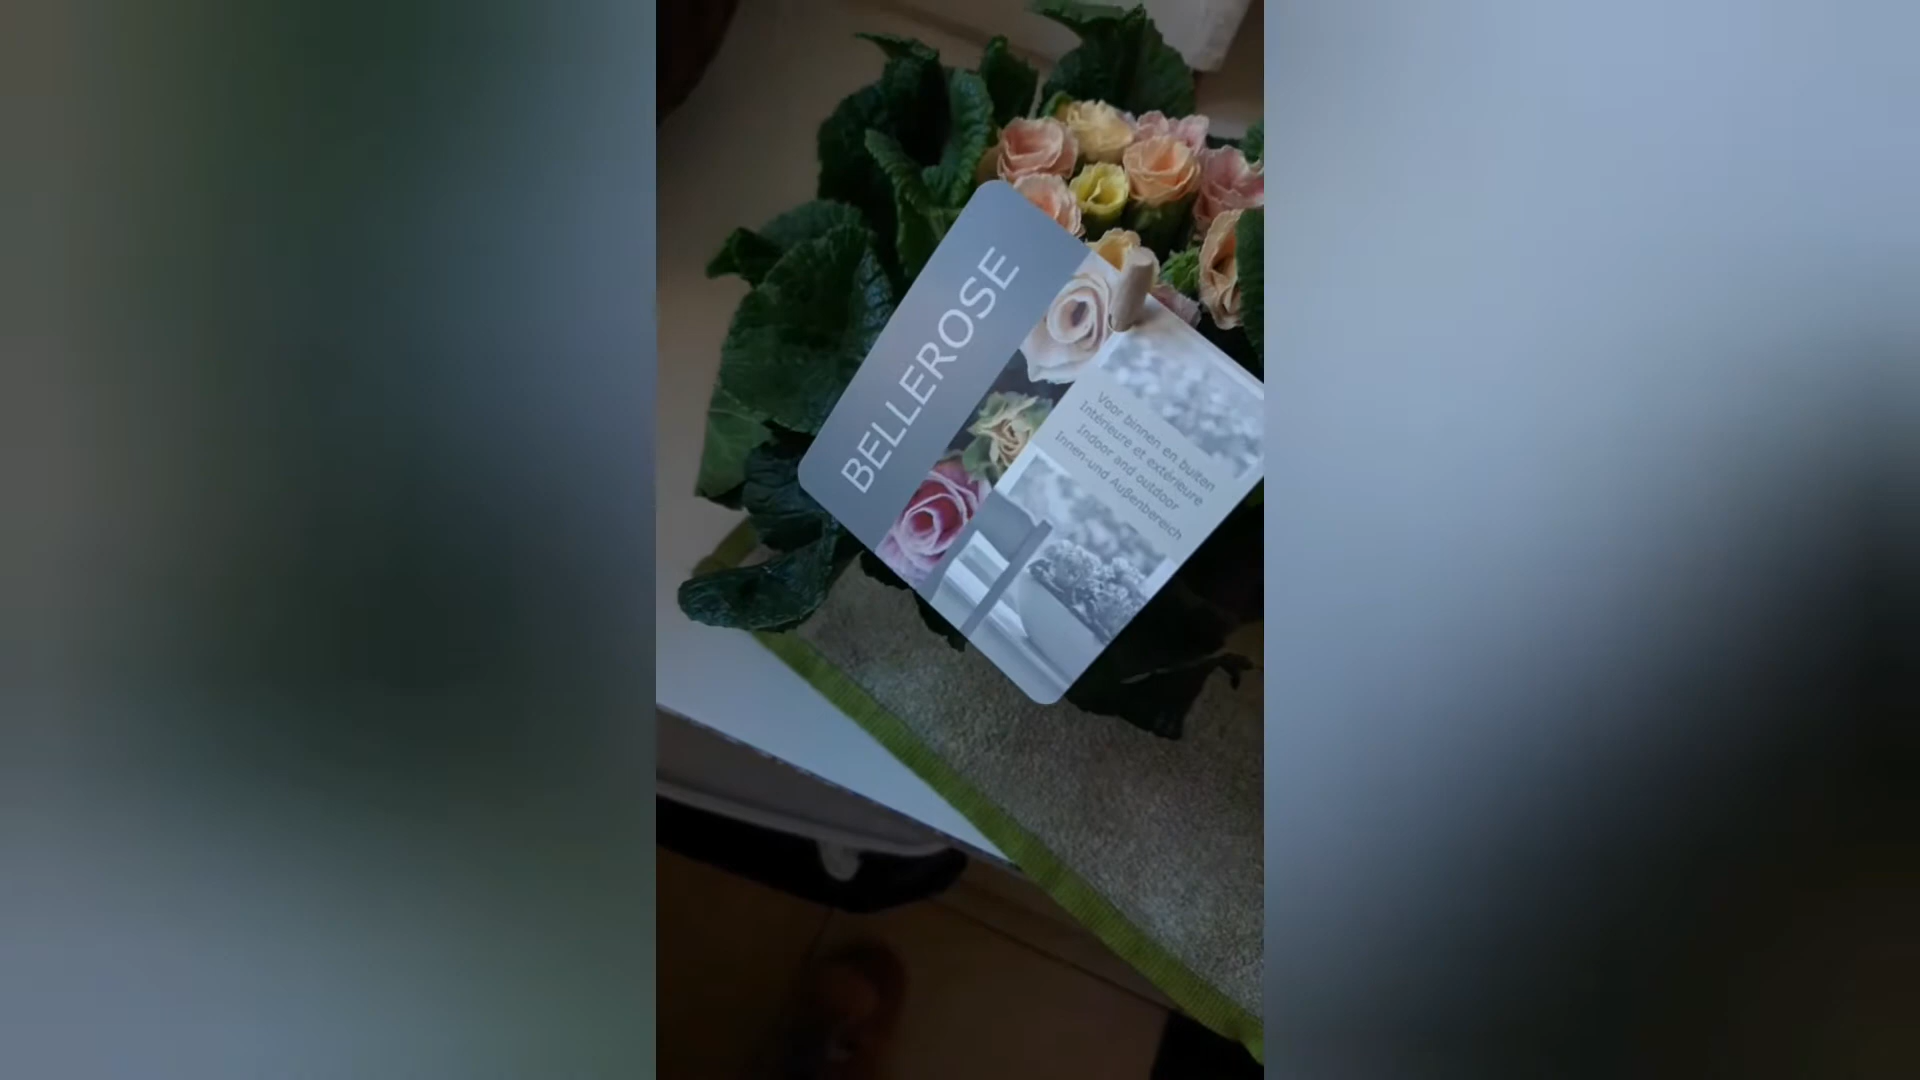 BELLEROSE
Voor binnen en buiten
Intérieure et extérieure
Indoor and outdoor
Innen-und Außenbereich